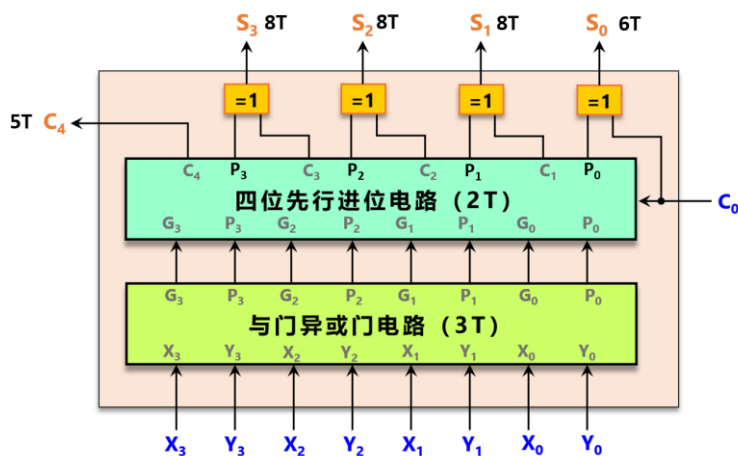 S3 8T S2 8T S1 8T S0 6T
=1 =1 =1 =1
5T C4
C4 P3 C3 P2 C2 P1 C1 P0
四位先行进位电路（2T）
C0
G3 P3 G2 P2 G1 P1 G0 P0
G3 P3 G2 P2 G1 P1 G0 P0
与门异或门电路（3T）
X3 Y3 X2 Y2 X1 Y1 X0 Y0
X3 Y3 X2 Y2 X1 Y1 X0 Y0